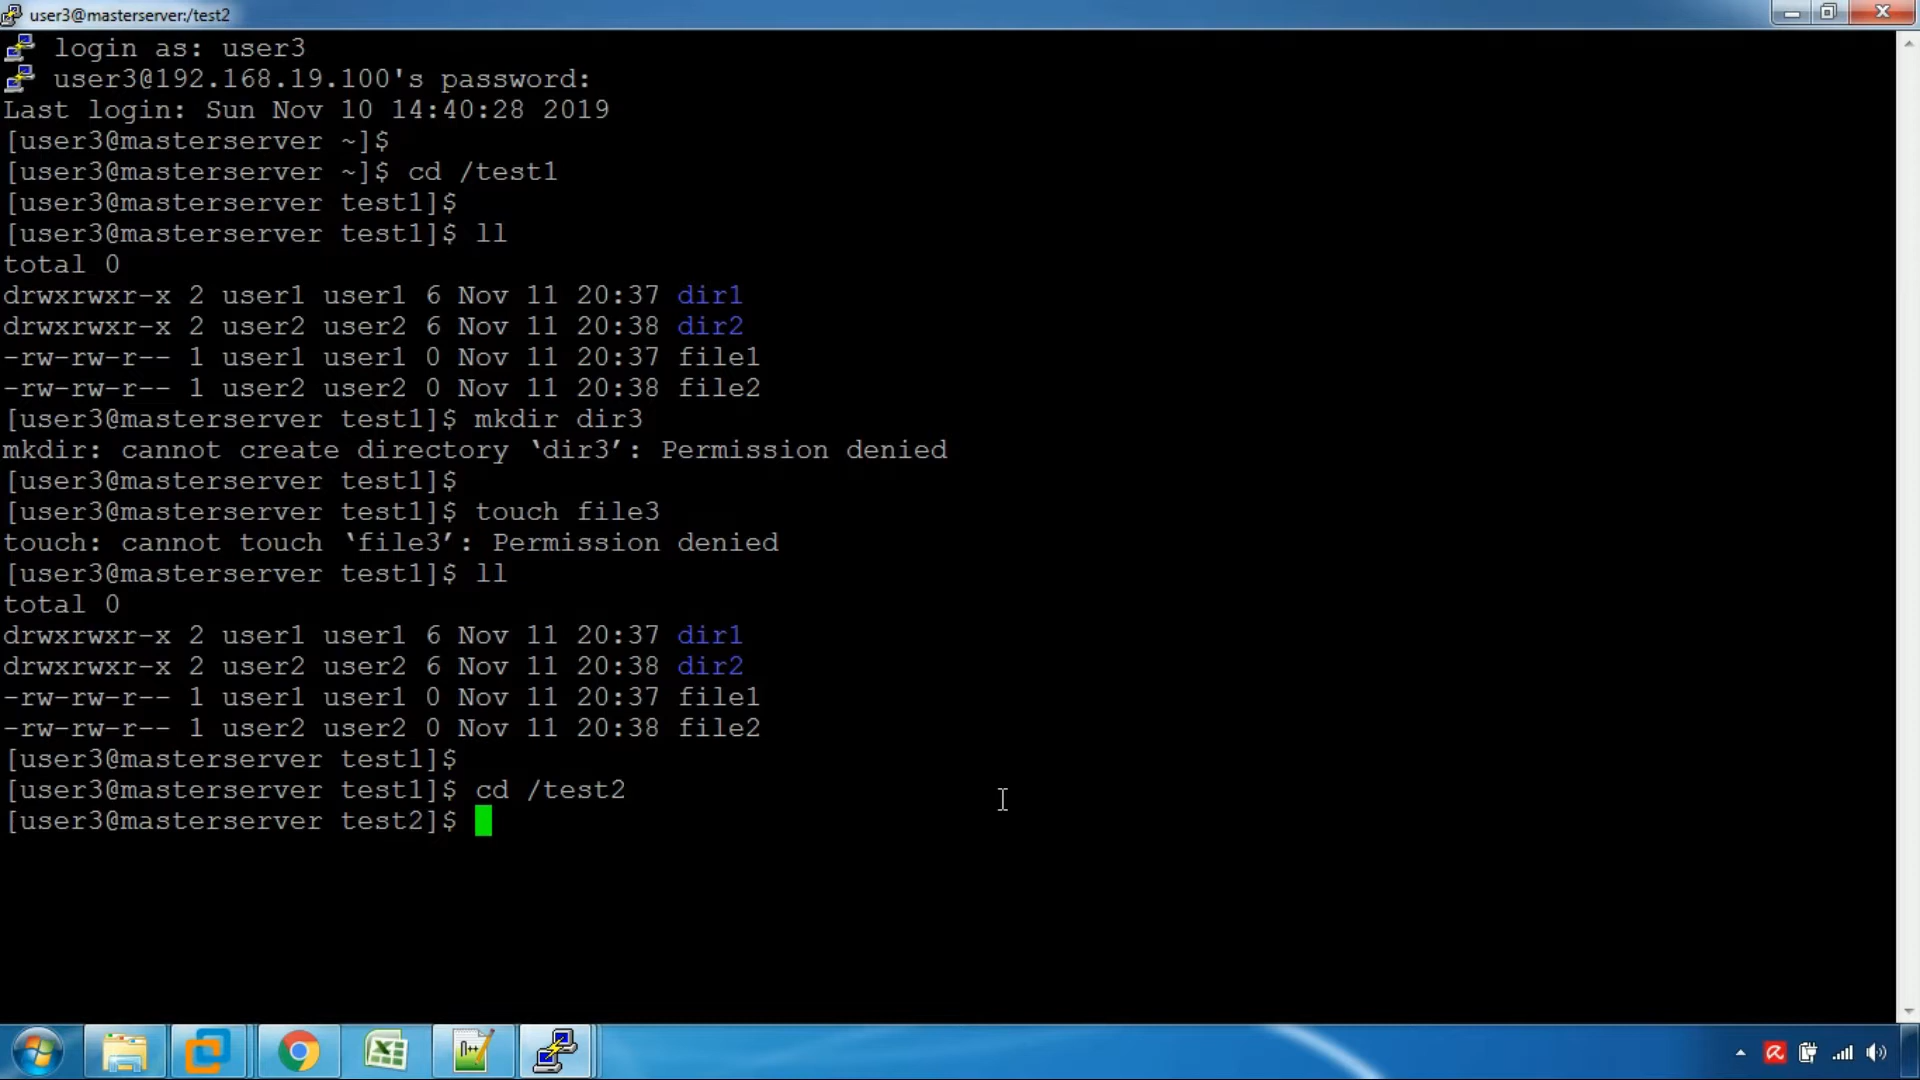 user3@masterserver:/test2
login as: user3
user3@192.168.19.100's password:
Last login: Sun Nov 10 14:40:28 2019
[user3@masterserver ~]$
[user3@masterserver ~]$ cd /test1
[user3@masterserver test1]$
[user3@masterserver test1]$ ll
total 0
drwxrwxr-x 2 user1 user1 6 Nov 11 20:37 dir1
drwxrwxr-x 2 user2 user2 6 Nov 11 20:38 dir2
-rw-rw-r-- 1 user1 user1 0 Nov 11 20:37 file1
-rw-rw-r-- 1 user2 user2 0 Nov 11 20:38 file2
[user3@masterserver test1]$ mkdir dir3
mkdir: cannot create directory ‘dir3’: Permission denied
[user3@masterserver test1]$
[user3@masterserver test1]$ touch file3
touch: cannot touch ‘file3’: Permission denied
[user3@masterserver test1]$ ll
total 0
drwxrwxr-x 2 user1 user1 6 Nov 11 20:37 dir1
drwxrwxr-x 2 user2 user2 6 Nov 11 20:38 dir2
-rw-rw-r-- 1 user1 user1 0 Nov 11 20:37 file1
-rw-rw-r-- 1 user2 user2 0 Nov 11 20:38 file2
[user3@masterserver test1]$
[user3@masterserver test1]$ cd /test2
[user3@masterserver test2]$